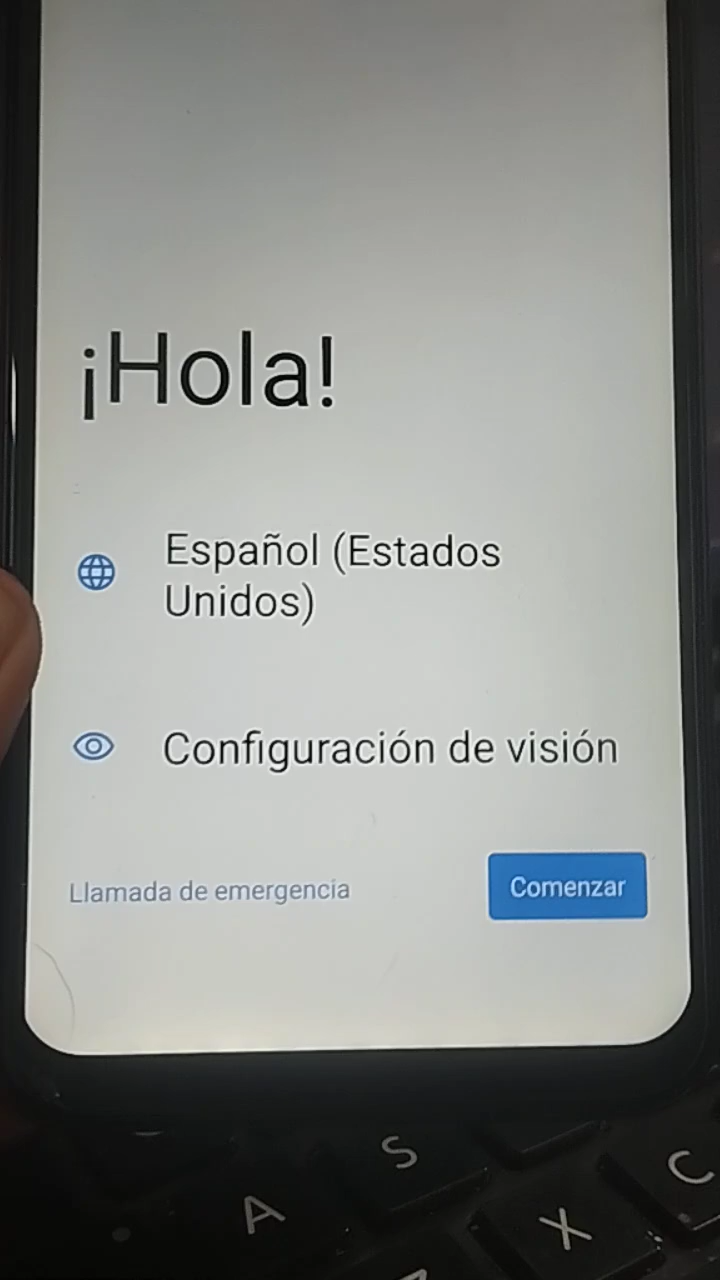 ¡Hola!
Español (Estados
Unidos)
Configuración de visión
Llamada de emergencia
Comenzar
S
C
A
X